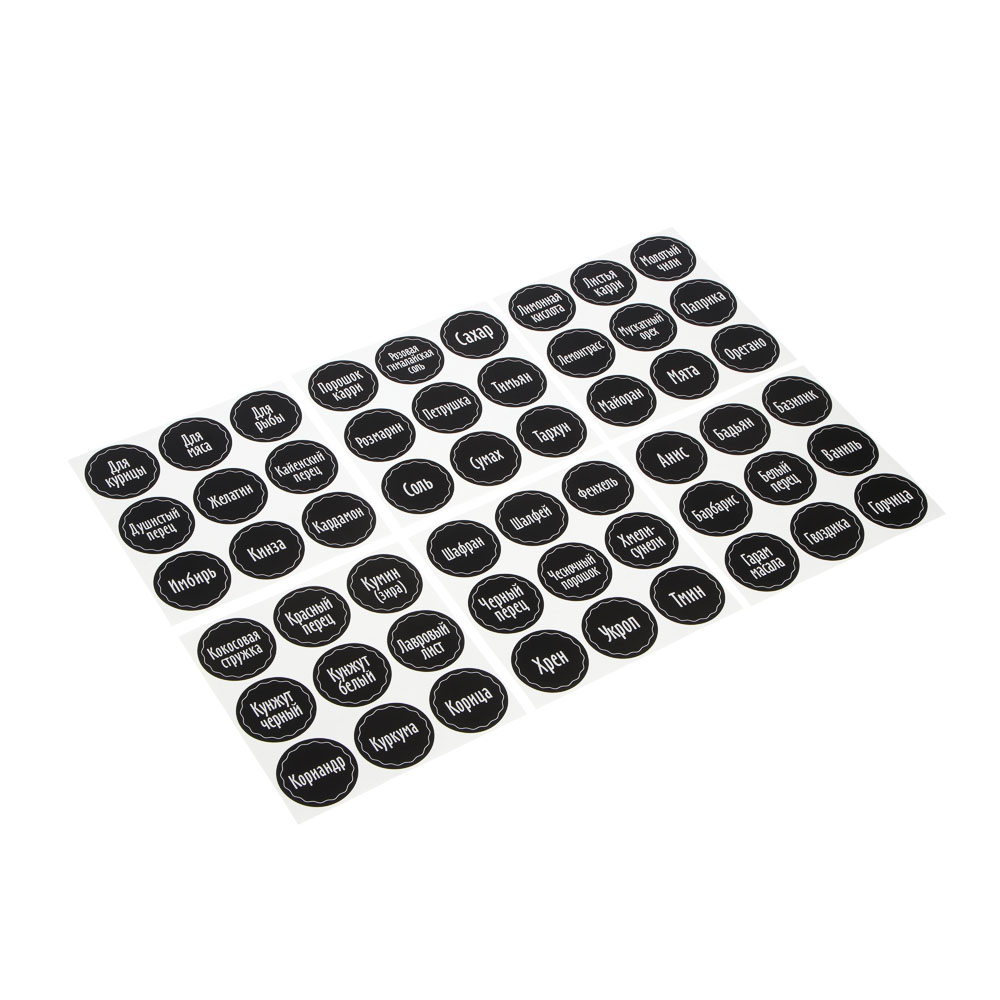 Для
курицы
Для
мяса
Для
рыбы
Душистый
перец
Желатин
Кайенский
перец
Имбирь
Кинза
Кардамон
Порошок
карри
Розовая
гималайская
соль
Сахар
Розмарин
Петрушка
Тимьян
Соль
Сумах
Тархун
Лимонная
кислота
Листья
карри
Молотый
чили
Лемонграсс
Мускатный
орех
Паприка
Майоран
Мята
Орегано
Кокосовая
стружка
Красный
перец
Кумин
(зира)
Кунжут
черный
Кунжут
белый
Лавровый
лист
Кориандр
Куркума
Корица
Шафран
Шалфей
Фенхель
Черный
перец
Чесночный
порошок
Хмели-
сунели
Хрен
Укроп
Тмин
Анис
Бадьян
Базилик
Барбарис
Белый
перец
Ваниль
Гарам
масала
Гвоздика
Горчица